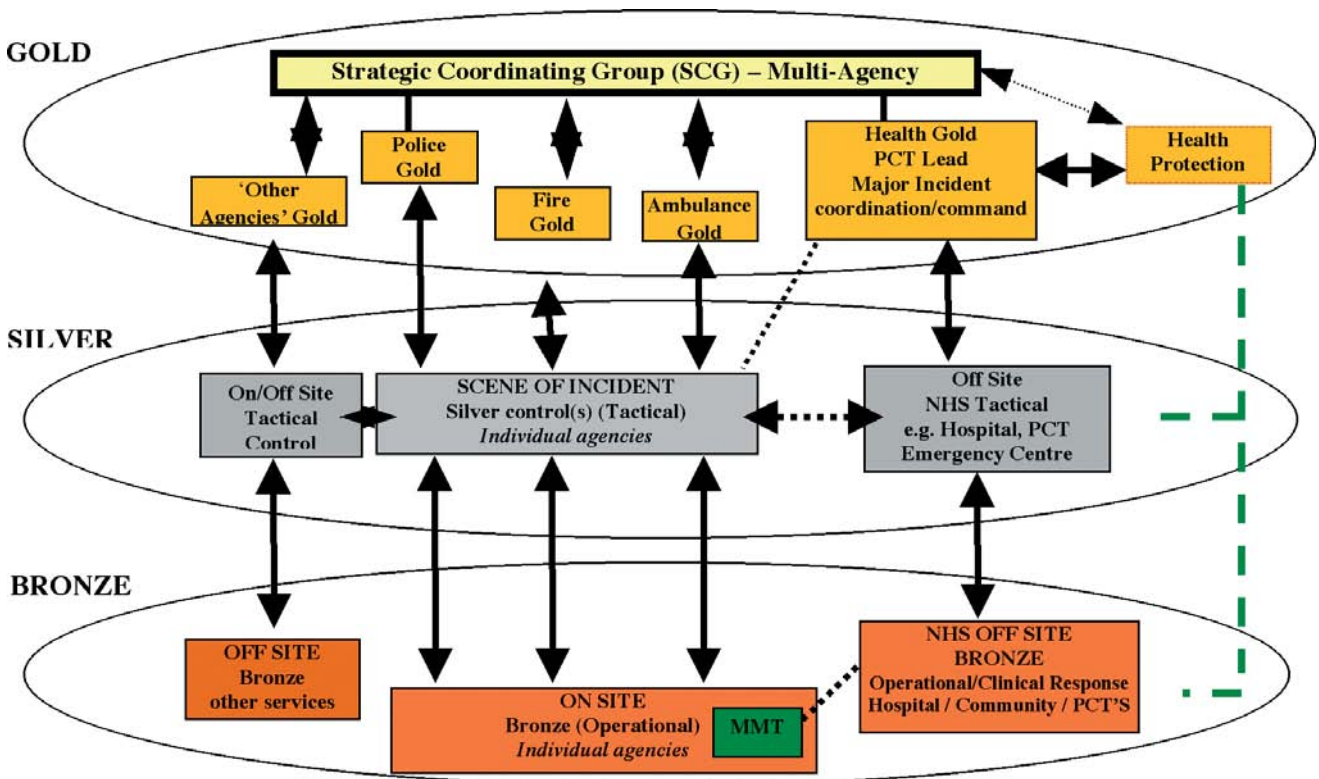 GOLD
Strategic Coordinating Group (SCG) – Multi-Agency
'Other
Agencies' Gold
Police
Gold
Fire
Gold
Ambulance
Gold
Health Gold
PCT Lead
Major Incident
coordination/command
Health
Protection
SILVER
On/Off Site
Tactical
Control
SCENE OF INCIDENT
Silver control(s) (Tactical)
Individual agencies
Off Site
NHS Tactical
e.g. Hospital, PCT
Emergency Centre
BRONZE
OFF SITE
Bronze
other services
ON SITE
Bronze (Operational)
Individual agencies
MMT
NHS OFF SITE
BRONZE
Operational/Clinical Response
Hospital / Community / PCT'S